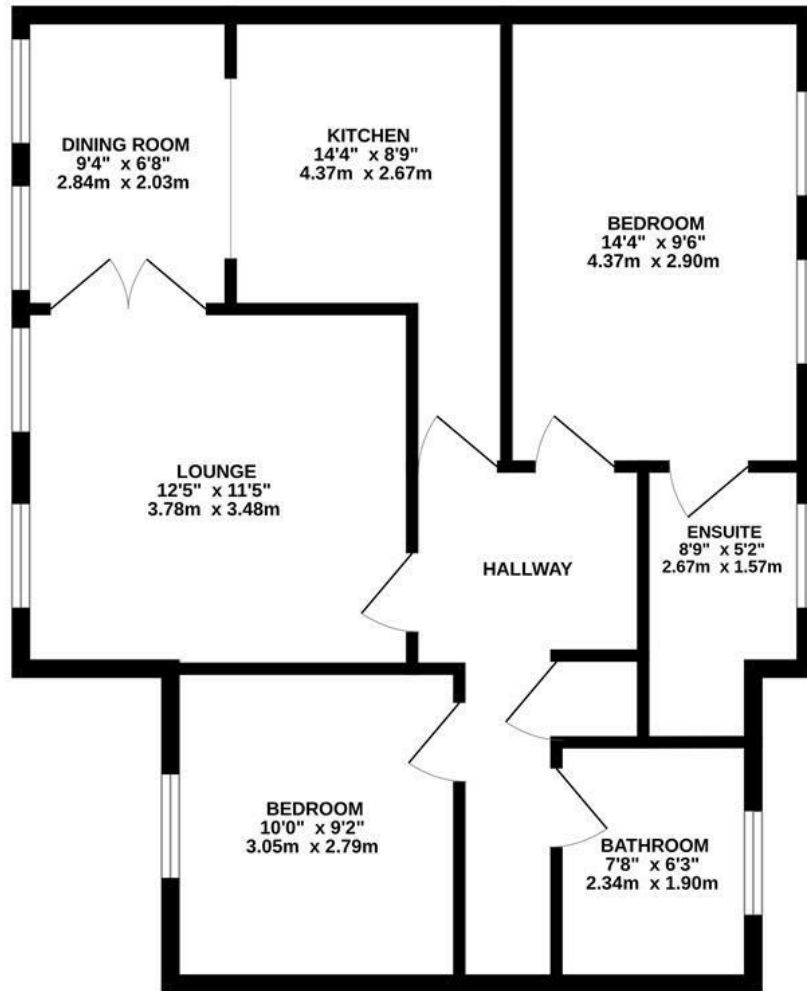 DINING ROOM
9'4" x 6'8"
2.84m x 2.03m
KITCHEN
14'4" x 8'9"
4.37m x 2.67m
BEDROOM
14'4" x 9'6"
4.37m x 2.90m
LOUNGE
12'5" x 11'5"
3.78m x 3.48m
HALLWAY
ENSUITE
8'9" x 5'2"
2.67m x 1.57m
BEDROOM
10'0" x 9'2"
3.05m x 2.79m
BATHROOM
7'8" x 6'3"
2.34m x 1.90m